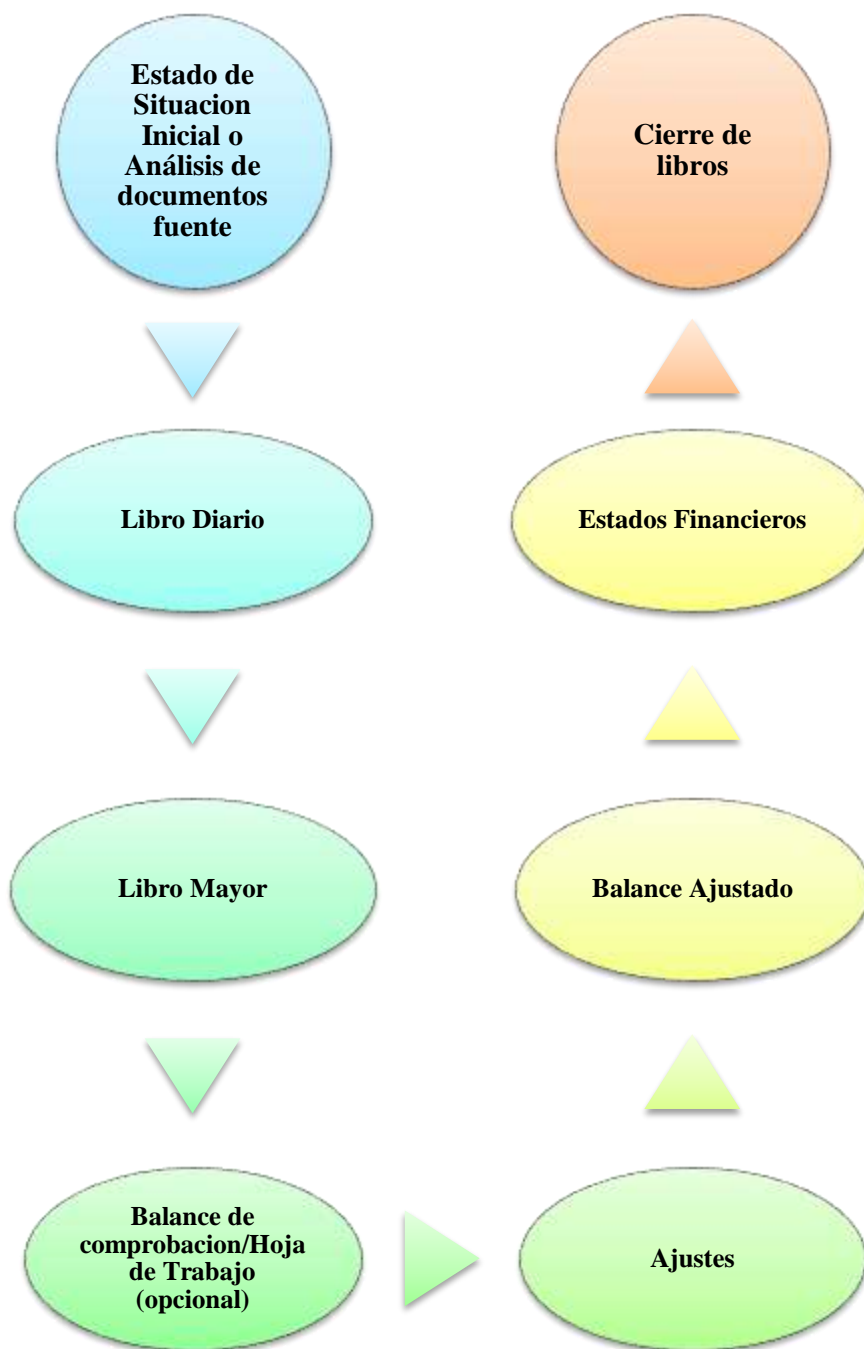 Estado de
Situacion
Inicial o
Análisis de
documentos
fuente
Libro Diario
Libro Mayor
Balance de
comprobacion/Hoja
de Trabajo
(opcional)
Ajustes
Balance Ajustado
Estados Financieros
Cierre de
libros